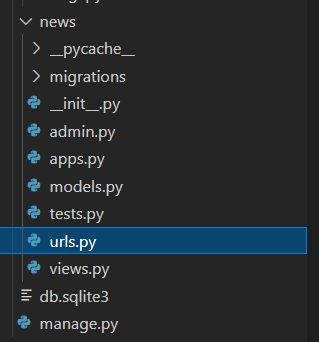 news
__pycache__
migrations
__init__.py
admin.py
apps.py
models.py
tests.py
urls.py
views.py
db.sqlite3
manage.py